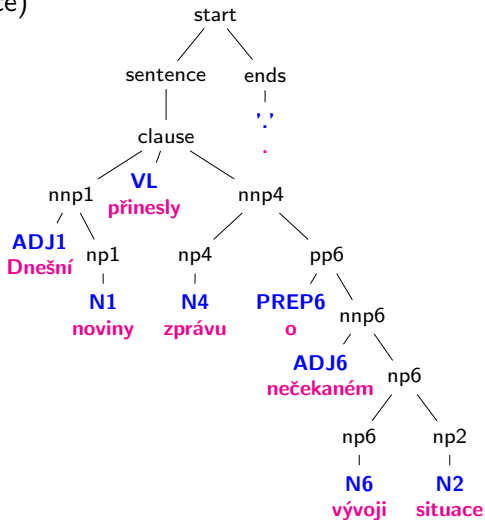 ce)
start
sentence ends
'.'
clause .
nnp1 VL nnp4
přinesly
ADJ1 np1 np4 pp6
Dnešní
N1 N4 PREP6 nnp6
noviny zprávu o
ADJ6 np6
nečekaném
np6 np2
N6 N2
vývoji situace